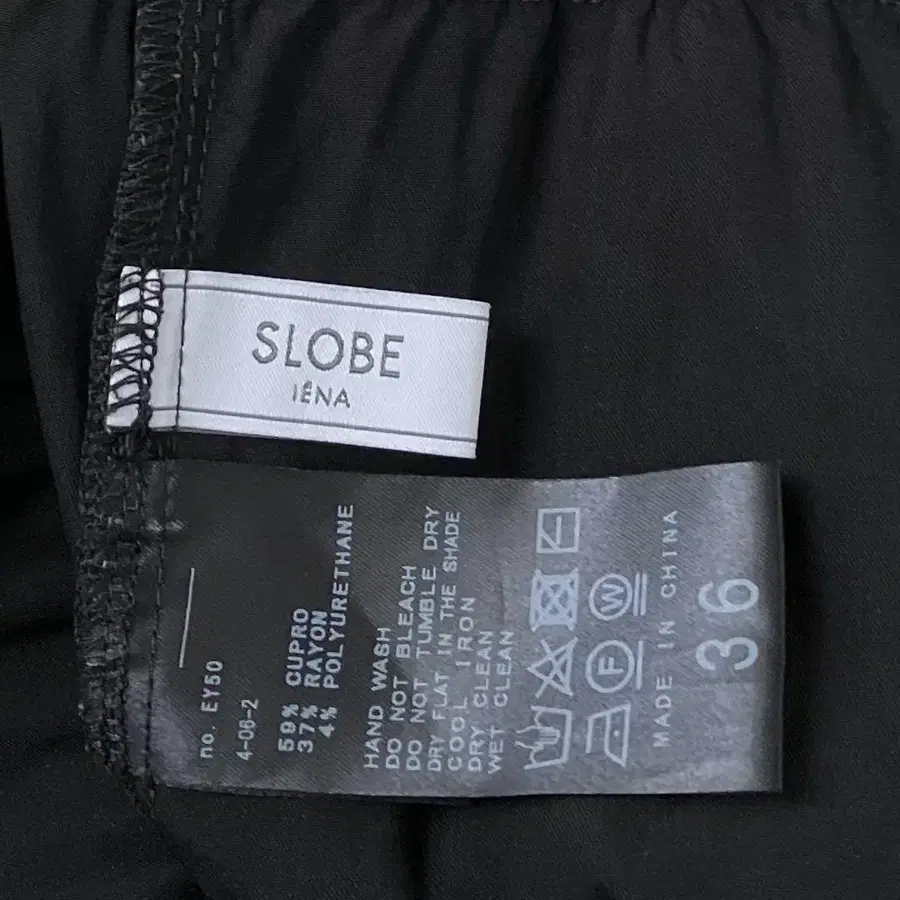 SLOBE
IÉNA
no. EY50
4-08-2
59% CUPRO
37% RAYON
4% POLYURETHANE
HAND WASH
DO NOT BLEACH
DO NOT TUMBLE DRY
DRY FLAT IN THE SHADE
COOL IRON
DRY CLEAN
WET CLEAN
F
W
MADE IN CHINA
36